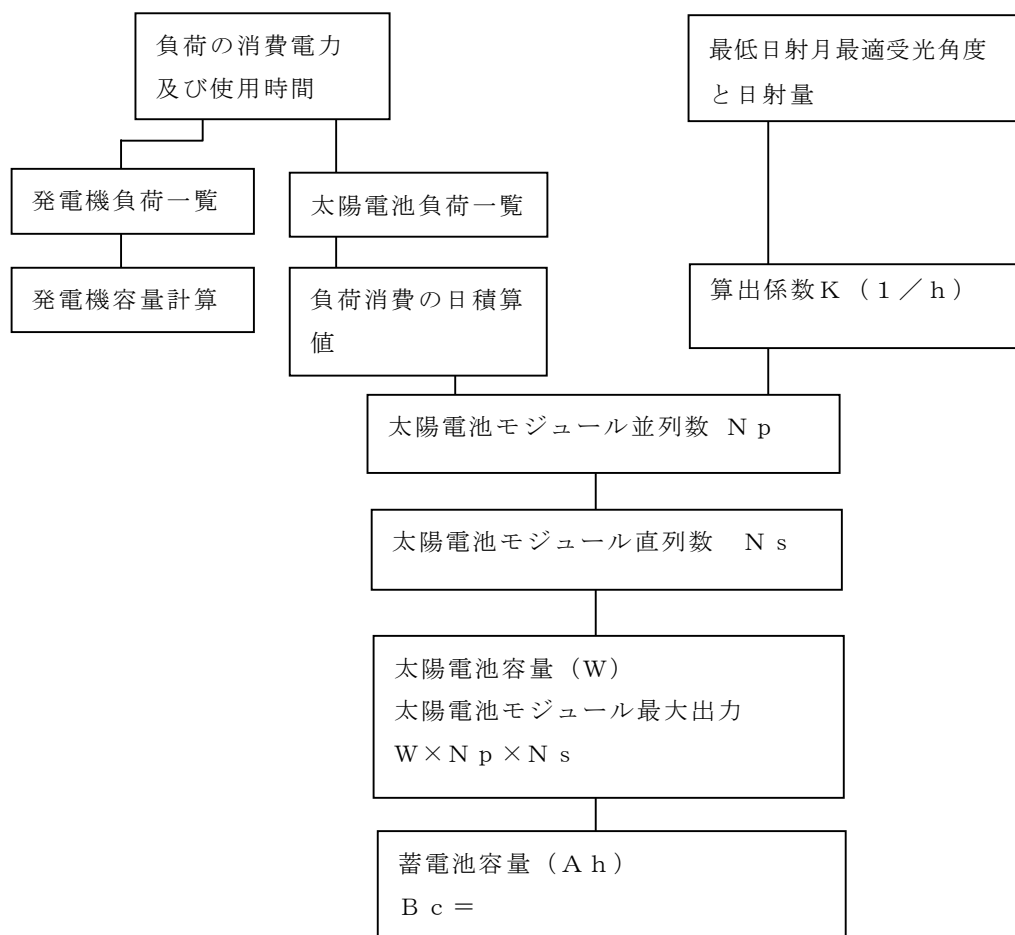 負荷の消費電力
及び使用時間
最低日射月最適受光角度
と日射量
発電機負荷一覧
太陽電池負荷一覧
発電機容量計算
負荷消費の日積算
値
算出係数K（1／h）
太陽電池モジュール並列数 Ｎｐ
太陽電池モジュール直列数　Ｎｓ
太陽電池容量（W）
太陽電池モジュール最大出力
W×Ｎｐ×Ｎｓ
蓄電池容量（Ａｈ）
Ｂｃ＝